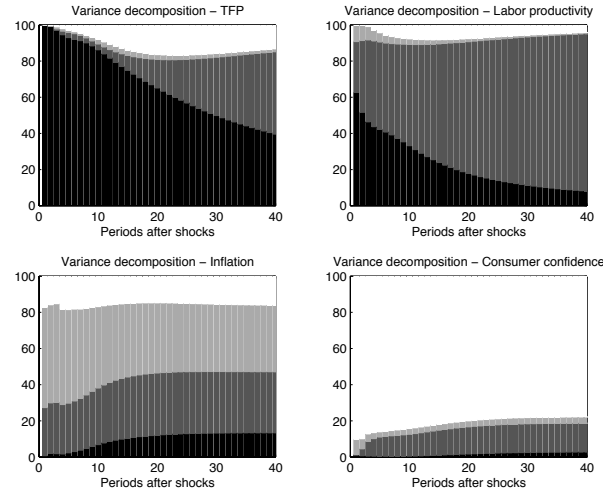 Variance decomposition − TFP
100
80
60
40
20
0
0 10 20 30 40
Periods after shocks
Variance decomposition − Labor productivity
100
80
60
40
20
0
0 10 20 30 40
Periods after shocks
Variance decomposition − Inflation
100
80
60
40
20
0
0 10 20 30 40
Periods after shocks
Variance decomposition − Consumer confidence
100
80
60
40
20
0
0 10 20 30 40
Periods after shocks